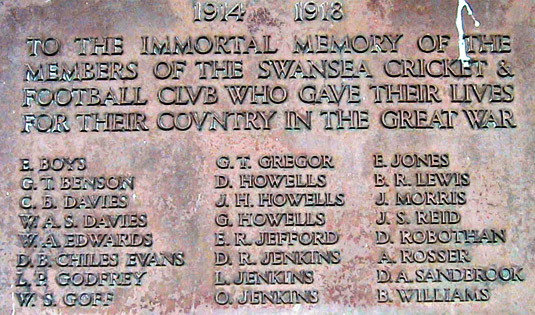 1914 1918
TO THE IMMORTAL MEMORY OF THE
MEMBERS OF THE SWANSEA CRICKET &
FOOTBALL CLVB WHO GAVE THEIR LIVES
FOR THEIR COVNTRY IN THE GREAT WAR
E. BOYS
G. T. BENSON
C. B. DAVIES
W. A. S. DAVIES
W. A. EDWARDS
D. B. CHILES EVANS
L. P. GODFREY
W. S. GOFF
G. T. GREGOR
D. HOWELLS
J. H. HOWELLS
G. HOWELLS
E. R. JEFFORD
D. R. JENKINS
L. JENKINS
O. JENKINS
E. JONES
B. R. LEWIS
J. MORRIS
J. S. REID
D. ROBOTHAN
A. ROSSER
D. A. SANDBROOK
B. WILLIAMS